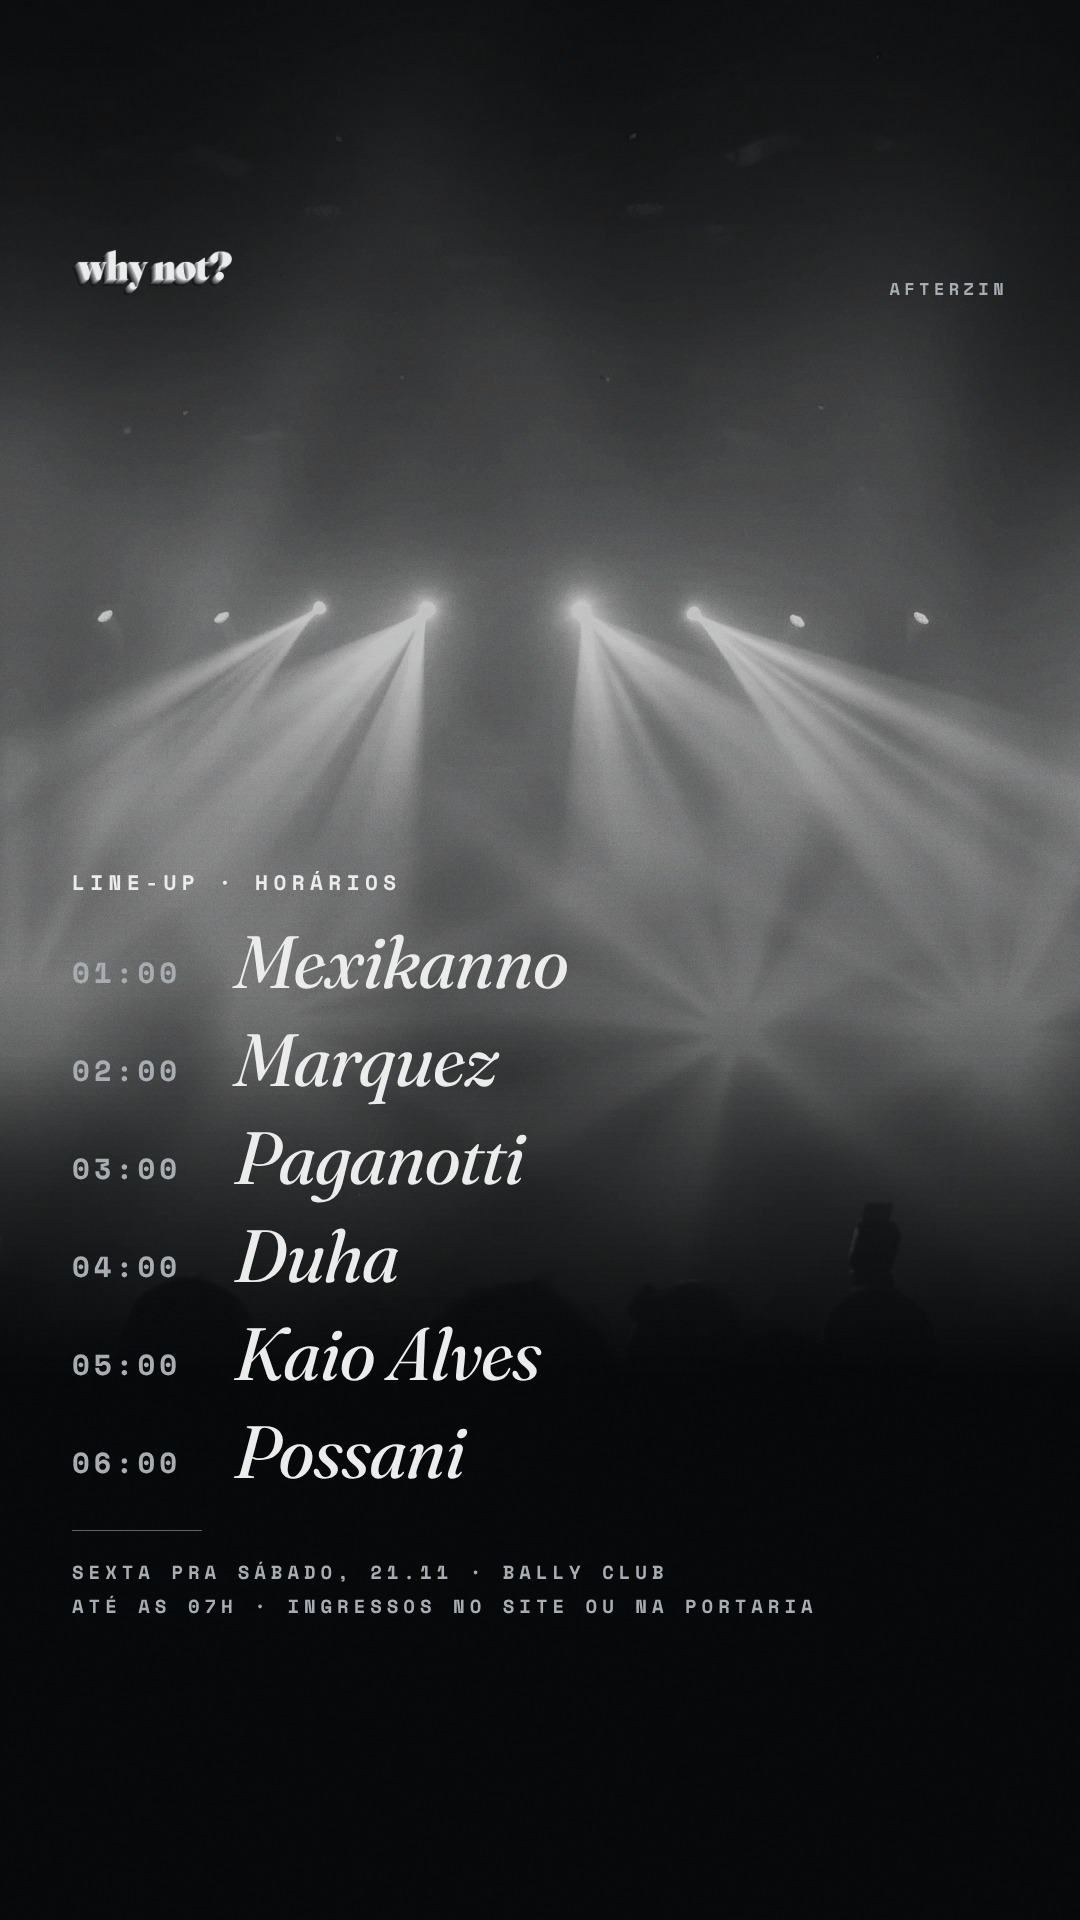 why not?
AFTERZIN
LINE-UP · HORÁRIOS
01:00 Mexikanno
02:00 Marquez
03:00 Paganotti
04:00 Duha
05:00 Kaio Alves
06:00 Possani
SEXTA PRA SÁBADO, 21.11 · BALLY CLUB
ATÉ AS 07H · INGRESSOS NO SITE OU NA PORTARIA